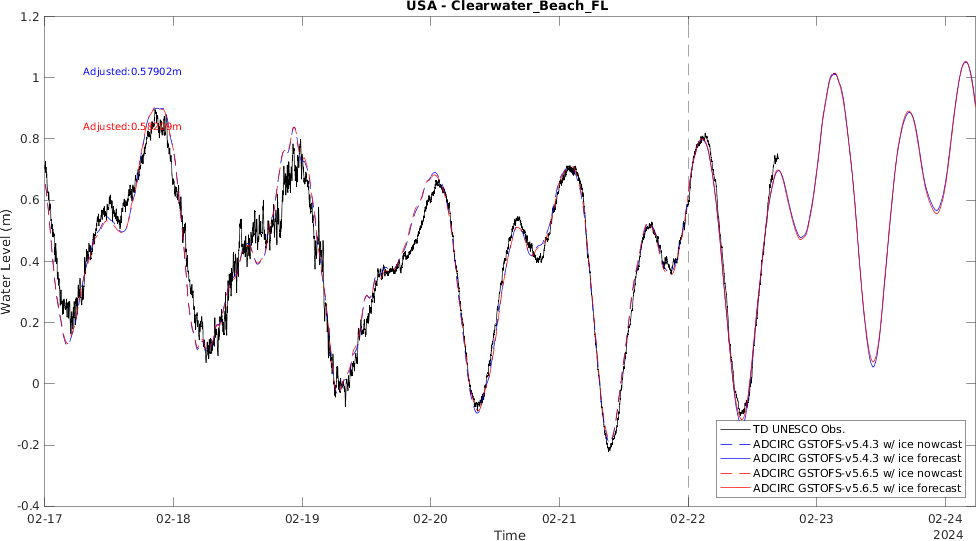 USA - Clearwater_Beach_FL
1.2
1
0.8
0.6
0.4
0.2
0
-0.2
-0.4
Water Level (m)
Adjusted:0.57902m
TD UNESCO Obs.
ADCIRC GSTOFS-v5.4.3 w/ ice nowcast
ADCIRC GSTOFS-v5.4.3 w/ ice forecast
ADCIRC GSTOFS-v5.6.5 w/ ice nowcast
ADCIRC GSTOFS-v5.6.5 w/ ice forecast
02-17 02-18 02-19 02-20 02-21 02-22 02-23 02-24
Time
2024